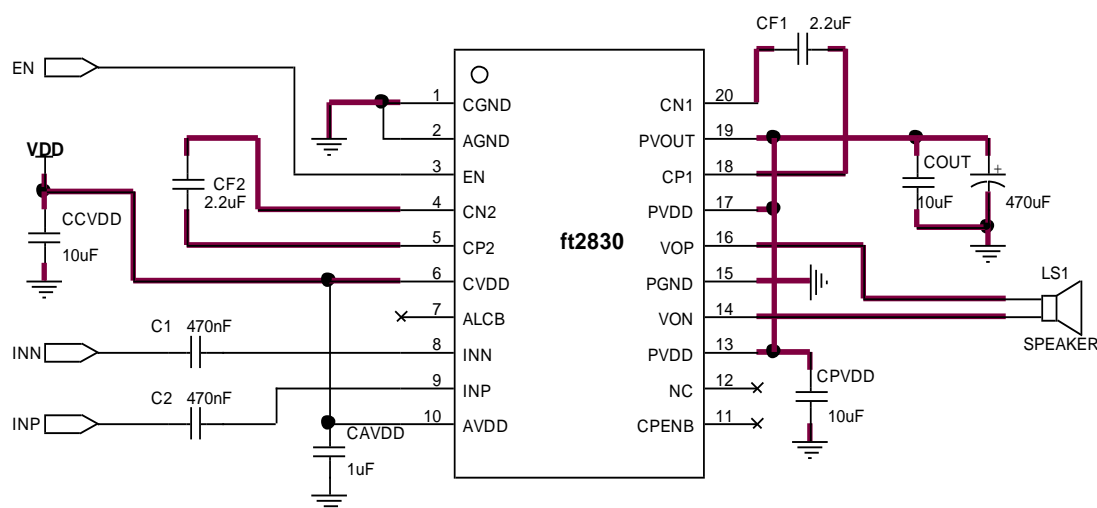 CF1 2.2uF
EN
1 CGND CN1 20
2 AGND PVOUT 19
VDD
3 EN CP1 18
COUT
CF2
2.2uF
10uF
+
470uF
4 CN2 PVDD 17
CCVDD
10uF
ft2830
5 CP2 VOP 16
6 CVDD PGND 15
LS1
7 ALCB VON 14
C1 470nF
SPEAKER
INN
8 INN PVDD 13
CPVDD
10uF
C2 470nF
9 INP NC 12
INP
10 AVDD CPENB 11
CAVDD
1uF